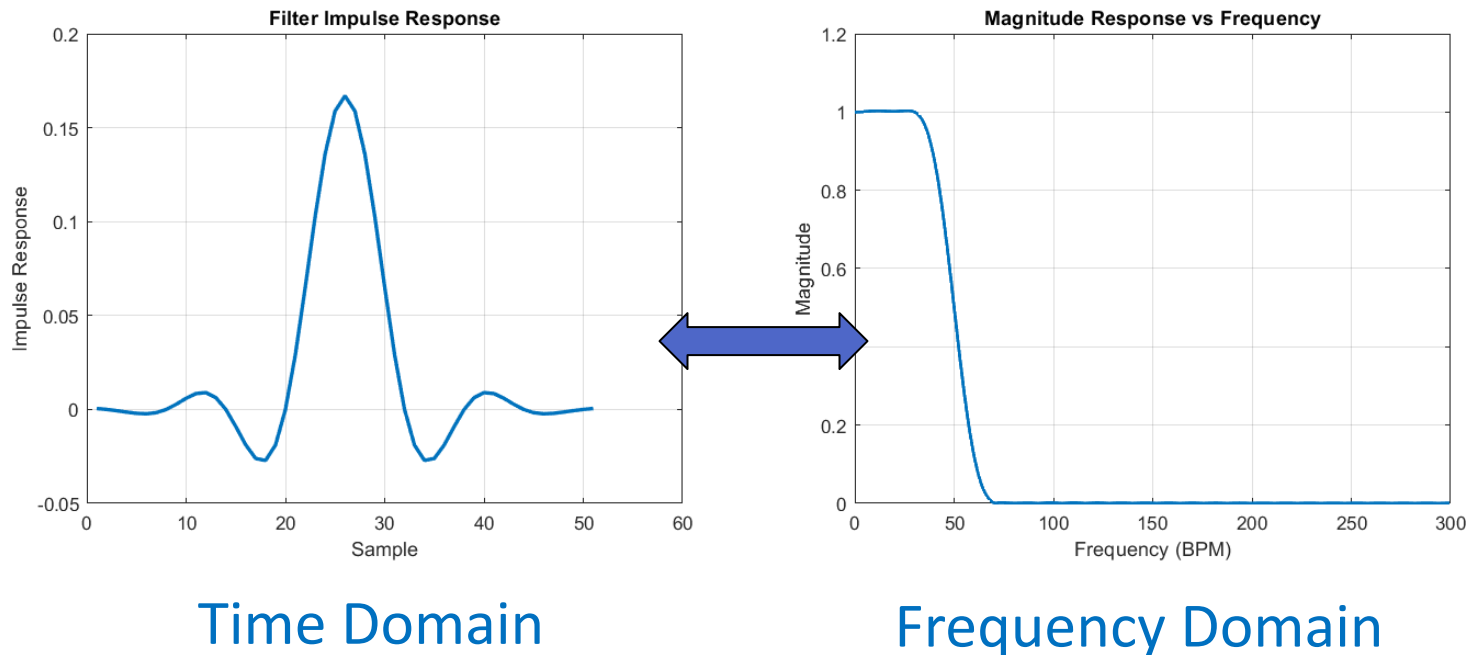 Filter Impulse Response
0.2
0.15
0.1
0.05
0
-0.05
Impulse Response
0 10 20 30 40 50 60
Sample
Time Domain
Magnitude Response vs Frequency
1.2
1
0.8
0.6
0.2
0
Magnitude
0 50 100 150 200 250 300
Frequency (BPM)
Frequency Domain